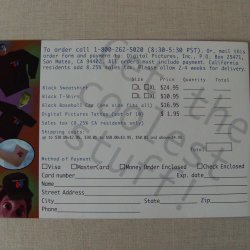 To order call 1-800-262-5020 (8:30-5:30 PST). Or, mail this
order form and payment to: Digital Pictures, Inc., P.O. Box 25471,
San Mateo, CA 94402. All orders must include payment. California
residents add 8.25% sales tax. Please allow 2-4 weeks for delivery.
Size Price Quantity Total
Black Sweatshirt L XL $24.95
Black T-Shirt L XL $10.95
Black Baseball Cap (one size fits all) $16.95
Digital Pictures Tattoo (set of 10) $ 1.95
Sales tax (8.25% CA residents only)
Shipping costs:
Method of Payment
Visa MasterCard Money Order Enclosed Check Enclosed
Card number Exp. date
Name
Street Address
City State Zip